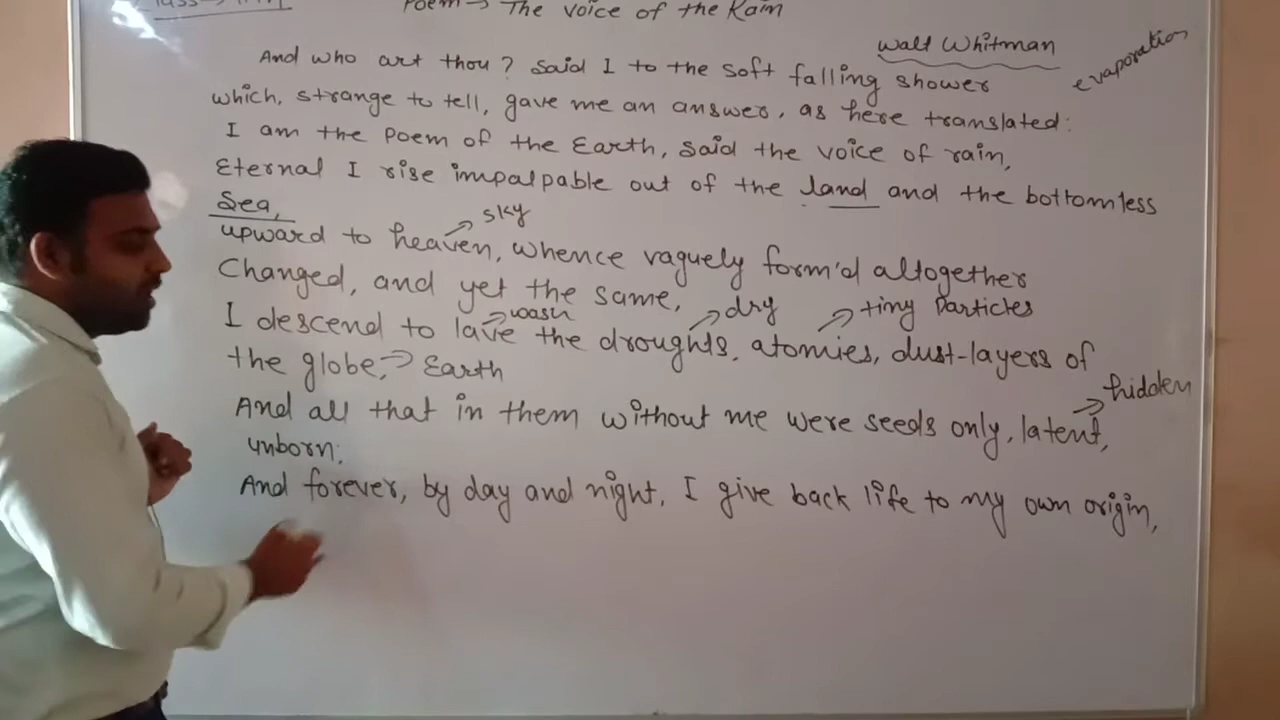 Poem → The voice of the Rain
Walt Whitman
evaporation
And who art thou? Said I to the soft falling shower
which, strange to tell, gave me an answer, as here translated:
I am the Poem of the Earth, said the voice of rain,
Eternal I rise impalpable out of the land and the bottomless
Sea,
→ sky
upward to heaven, whence vaguely form'd altogether
Changed, and yet the same,
→ wash → dry → tiny Particles
I descend to lave the droughts, atomies, dust-layers of
the globe, → Earth
→ hidden
And all that in them without me were seeds only, latent,
unborn;
And forever, by day and night, I give back life to my own origin,